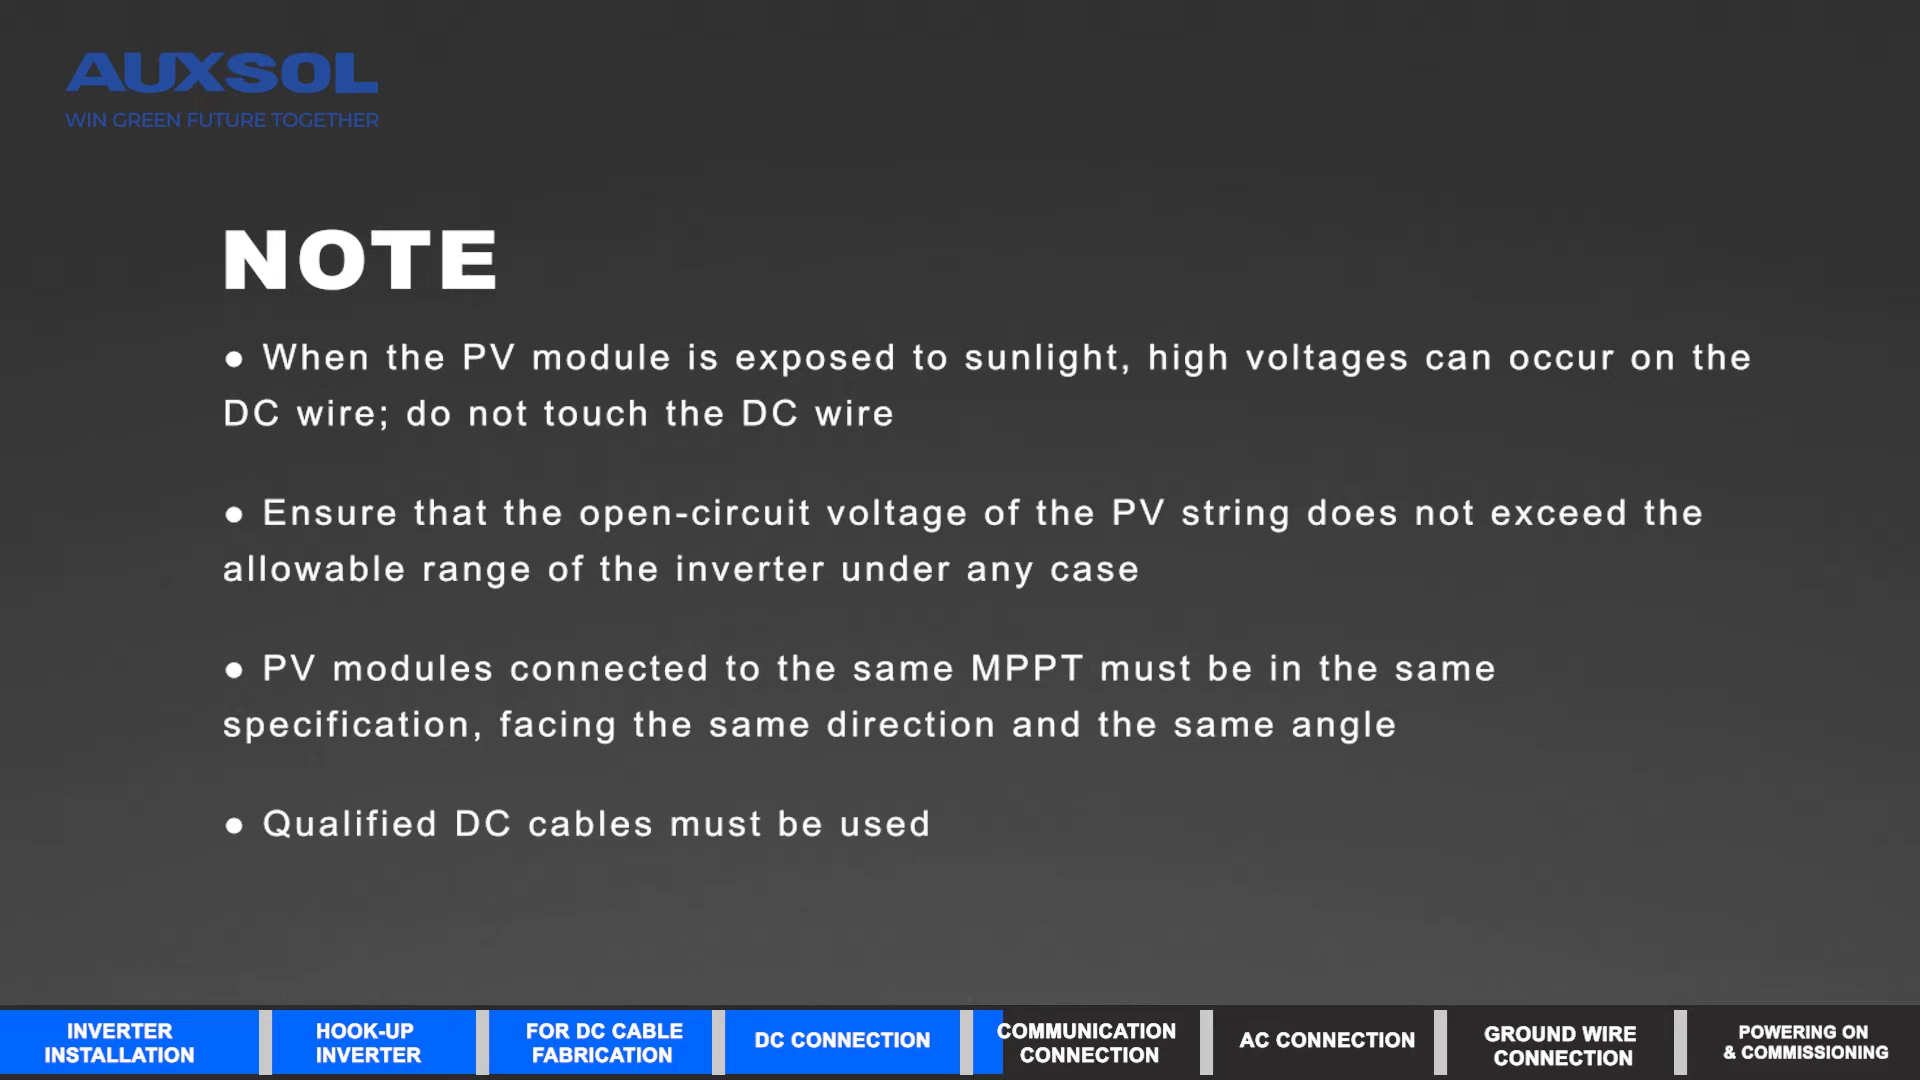 AUXSOL
WIN GREEN FUTURE TOGETHER
NOTE
● When the PV module is exposed to sunlight, high voltages can occur on the
DC wire; do not touch the DC wire
● Ensure that the open-circuit voltage of the PV string does not exceed the
allowable range of the inverter under any case
● PV modules connected to the same MPPT must be in the same
specification, facing the same direction and the same angle
● Qualified DC cables must be used
INVERTER
INSTALLATION
HOOK-UP
INVERTER
FOR DC CABLE
FABRICATION
DC CONNECTION
COMMUNICATION
CONNECTION
AC CONNECTION
GROUND WIRE
CONNECTION
POWERING ON
& COMMISSIONING